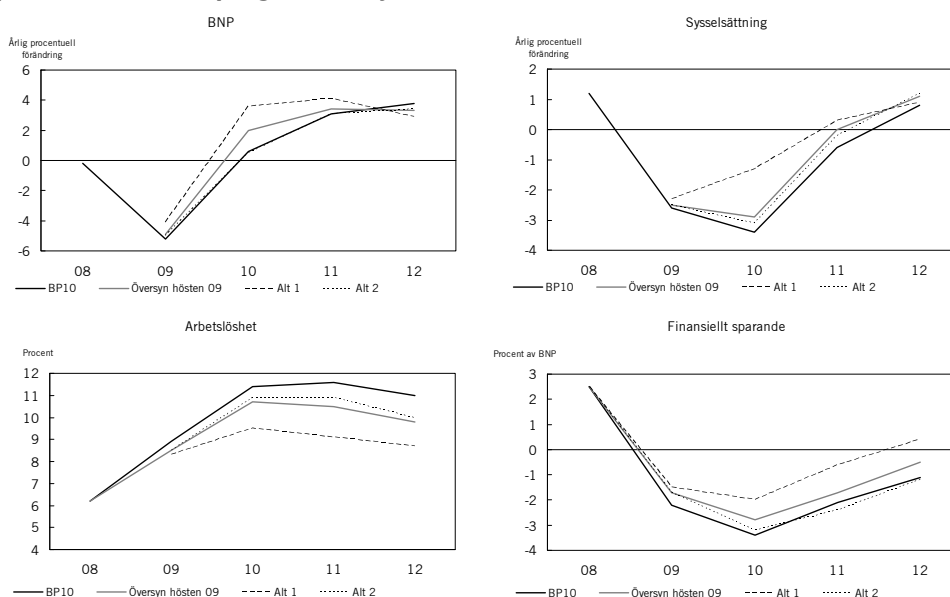 BNP
Årlig procentuell
förändring
6
4
2
0
-2
-4
-6
08 09 10 11 12
BP10 Översyn hösten 09 Alt 1 Alt 2
Sysselsättning
Årlig procentuell
förändring
2
1
0
-1
-2
-3
-4
08 09 10 11 12
BP10 Översyn hösten 09 Alt 1 Alt 2
Arbetslöshet
Procent
12
11
10
9
8
7
6
5
4
08 09 10 11 12
BP10 Översyn hösten 09 Alt 1 Alt 2
Finansiellt sparande
Procent av BNP
3
2
1
0
-1
-2
-3
-4
08 09 10 11 12
BP10 Översyn hösten 09 Alt 1 Alt 2